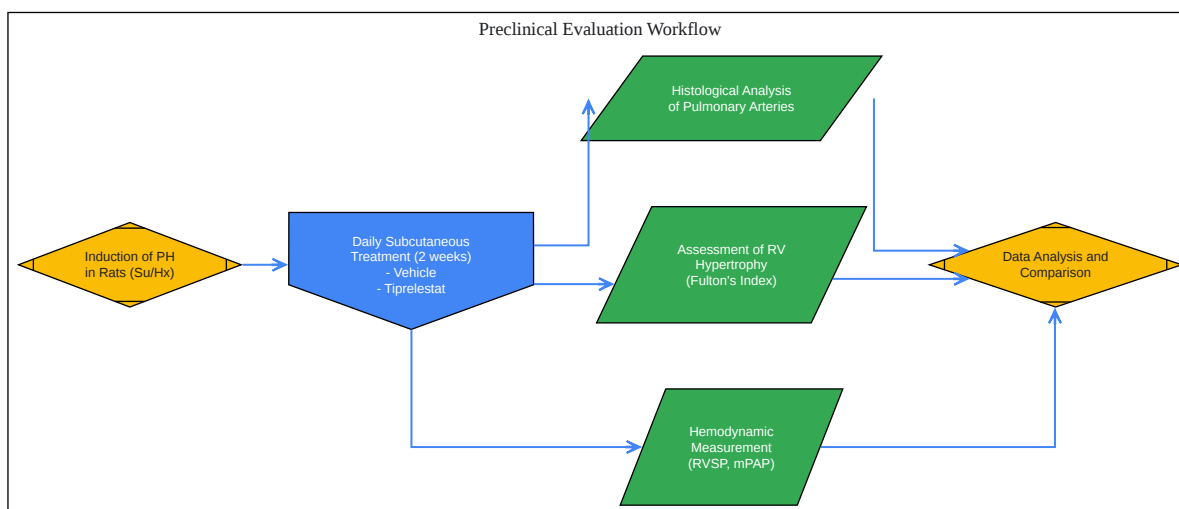 Preclinical Evaluation Workflow
Histological Analysis
of Pulmonary Arteries
Induction of PH
in Rats (Su/Hx)
Daily Subcutaneous
Treatment (2 weeks)
- Vehicle
- Tiprelestat
Assessment of RV
Hypertrophy
(Fulton's Index)
Data Analysis and
Comparison
Hemodynamic
Measurement
(RVSP, mPAP)